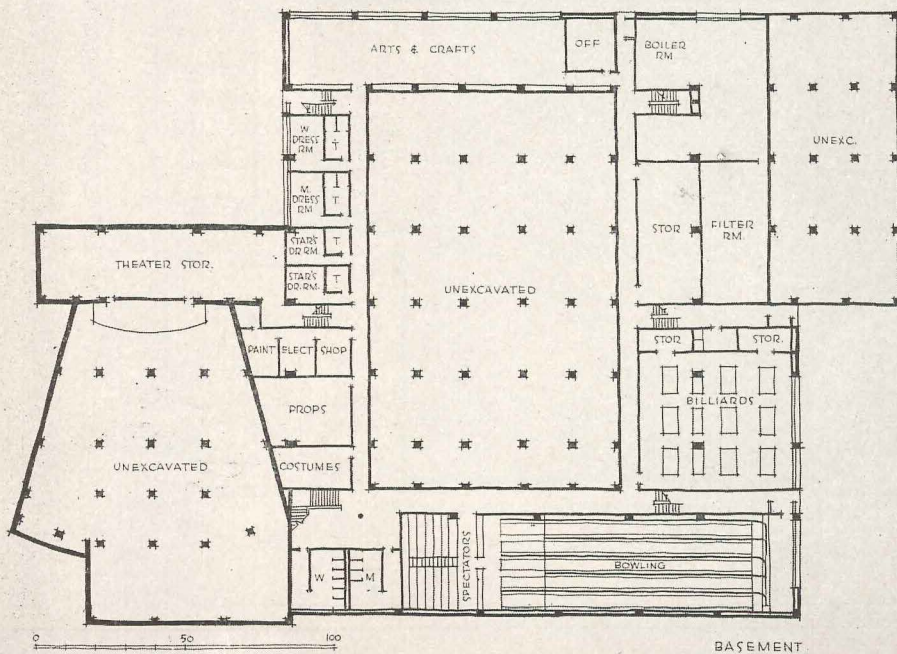 ARTS & CRAFTS
OFF
BOILER
RM
W
DRESS
RM
T
UNEXC.
M.
DRESS
RM
T
STOR
FILTER
RM.
STAR'S
DR. RM.
T
THEATER STOR.
STAR'S
DR. RM.
T
UNEXCAVATED
PAINT
ELECT
SHOP
STOR
STOR.
BILLIARDS
PROPS
UNEXCAVATED
COSTUMES
SPECTATORS
BOWLING
W
M
0 50 100
BASEMENT